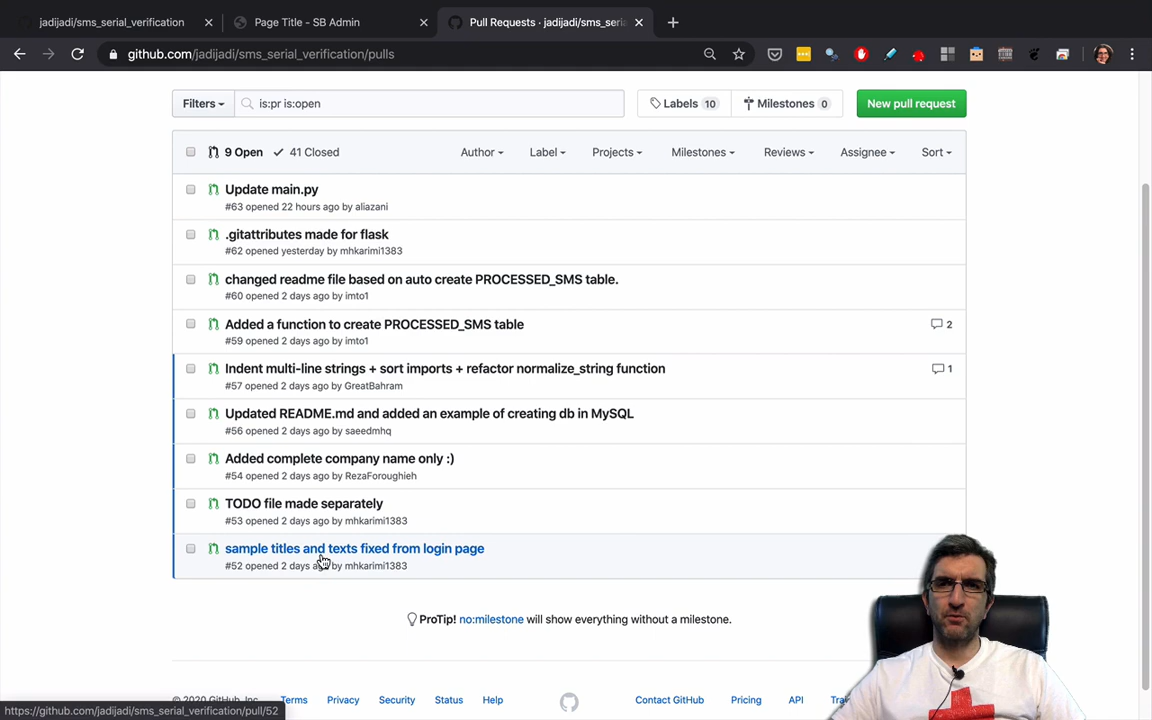 jadijadi/sms_serial_verification
Page Title - SB Admin
Pull Requests · jadijadi/sms_seria
github.com/jadijadi/sms_serial_verification/pulls
Filters
is:pr is:open
Labels 10
Milestones 0
New pull request
9 Open
41 Closed
Author
Label
Projects
Milestones
Reviews
Assignee
Sort
Update main.py
#63 opened 22 hours ago by aliazani
.gitattributes made for flask
#62 opened yesterday by mhkarimi1383
changed readme file based on auto create PROCESSED_SMS table.
#60 opened 2 days ago by imto1
Added a function to create PROCESSED_SMS table
2
#59 opened 2 days ago by imto1
Indent multi-line strings + sort imports + refactor normalize_string function
1
#57 opened 2 days ago by GreatBahram
Updated README.md and added an example of creating db in MySQL
#56 opened 2 days ago by saeedmhq
Added complete company name only :)
#54 opened 2 days ago by RezaForoughieh
TODO file made separately
#53 opened 2 days ago by mhkarimi1383
sample titles and texts fixed from login page
#52 opened 2 days ago by mhkarimi1383
ProTip! no:milestone will show everything without a milestone.
© 2020 GitHub, Inc.
Terms
Privacy
Security
Status
Help
Contact GitHub
Pricing
API
Trai
https://github.com/jadijadi/sms_serial_verification/pull/52